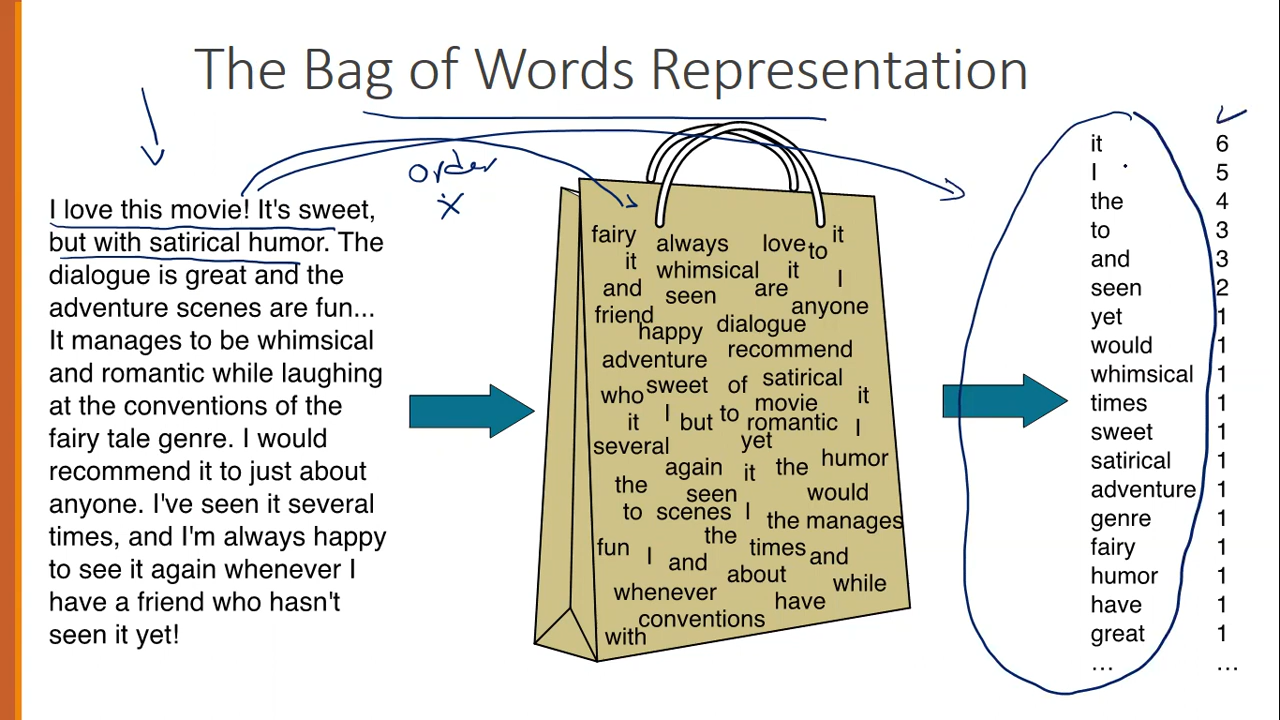 The Bag of Words Representation
order
x
I love this movie! It's sweet,
but with satirical humor. The
dialogue is great and the
adventure scenes are fun...
It manages to be whimsical
and romantic while laughing
at the conventions of the
fairy tale genre. I would
recommend it to just about
anyone. I've seen it several
times, and I'm always happy
to see it again whenever I
have a friend who hasn't
seen it yet!
fairy always love to it
it whimsical it I
and seen are anyone
friend happy dialogue
adventure recommend
who sweet of satirical
it I but to movie it
romantic I
several yet
again it the humor
the seen would
to scenes I the manages
the
fun I and times and
about while
whenever have
conventions
with
it 6
I 5
the 4
to 3
and 3
seen 2
yet 1
would 1
whimsical 1
times 1
sweet 1
satirical 1
adventure 1
genre 1
fairy 1
humor 1
have 1
great 1
... ...